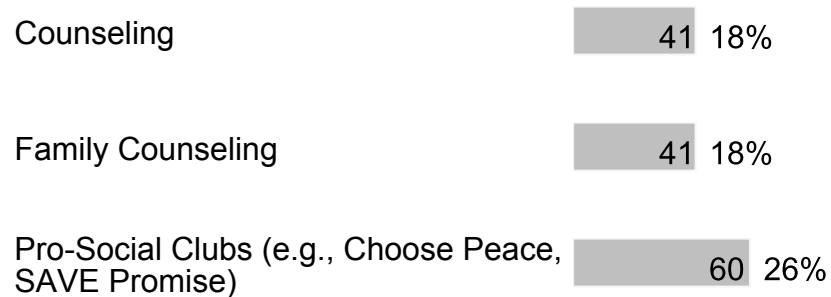 Counseling 41 18%
Family Counseling 41 18%
Pro-Social Clubs (e.g., Choose Peace,
SAVE Promise) 60 26%